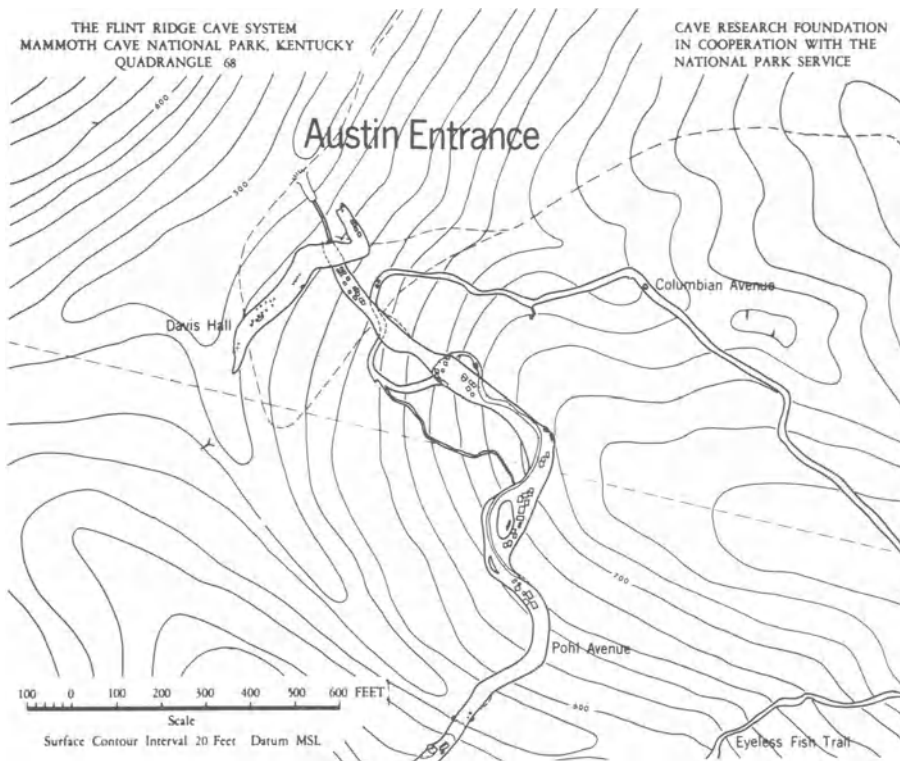 THE FLINT RIDGE CAVE SYSTEM
MAMMOTH CAVE NATIONAL PARK, KENTUCKY
QUADRANGLE 68
CAVE RESEARCH FOUNDATION
IN COOPERATION WITH THE
NATIONAL PARK SERVICE
600
Austin Entrance
500
Columbian Avenue
Davis Hall
700
Pohl Avenue
600
Eyeless Fish Trail
100 0 100 200 300 400 500 600 FEET
Scale
Surface Contour Interval 20 Feet Datum MSL